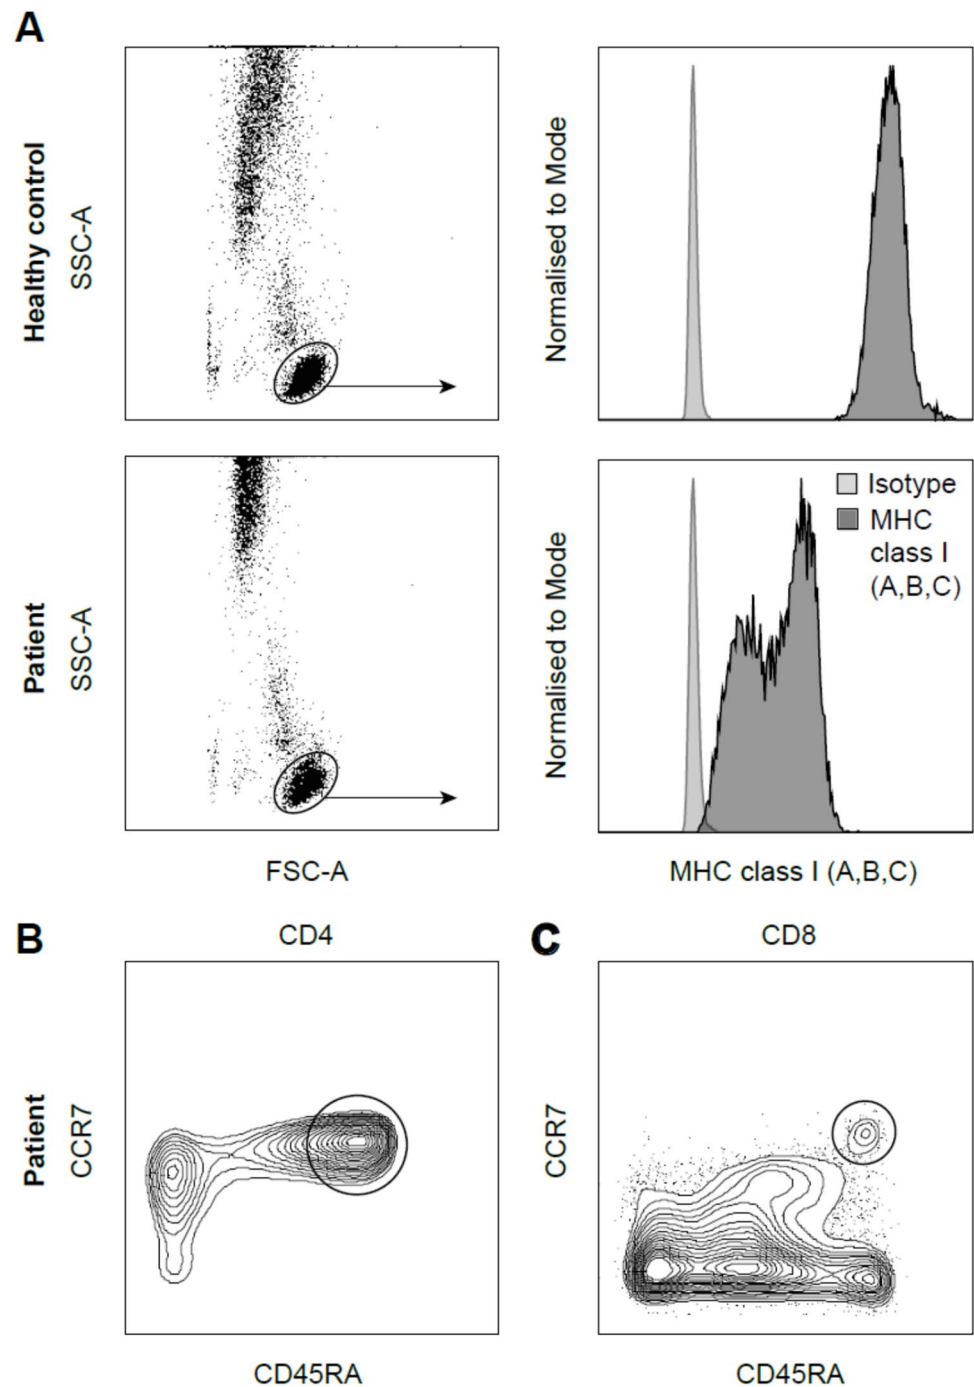 A
Healthy control
SSC-A
Normalised to Mode
Patient
SSC-A
FSC-A
Normalised to Mode
Isotype
MHC
class I
(A,B,C)
MHC class I (A,B,C)
B
CD4
Patient
CCR7
CD45RA
C
CD8
CCR7
CD45RA